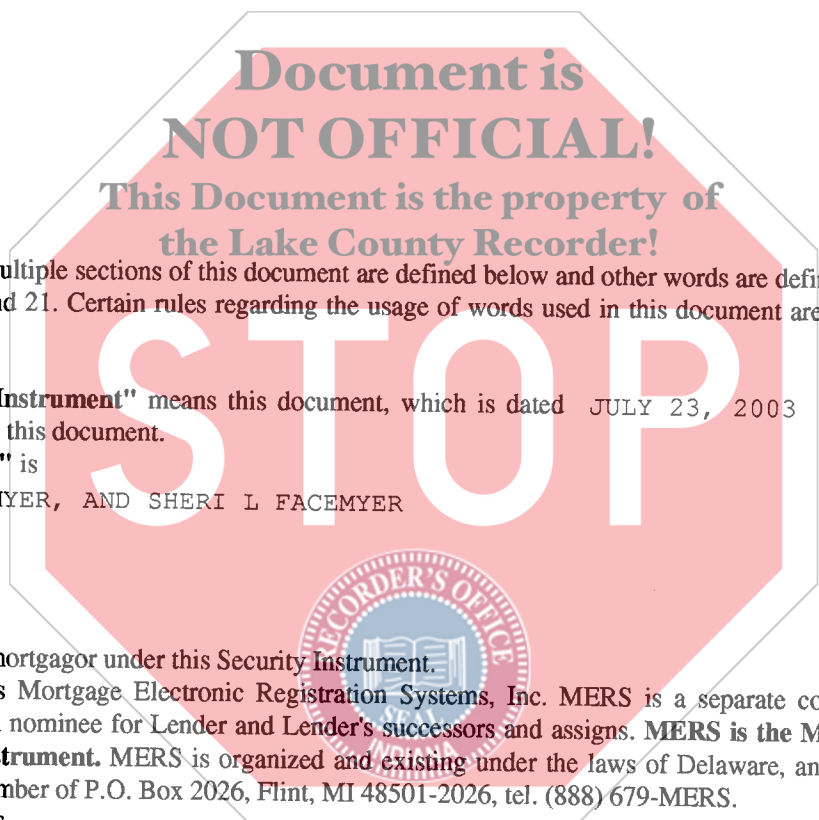 Document is
NOT OFFICIAL!
This Document is the property of
the Lake County Recorder!
ultiple sections of this document are defined below and other words are defi
d 21. Certain rules regarding the usage of words used in this document are
STOP
Instrument" means this document, which is dated JULY 23, 2003
this document.
" is
YER, AND SHERI L FACEMYER
RECORDER'S OFFICE
SEAL
INDIANA
mortgagor under this Security Instrument.
s Mortgage Electronic Registration Systems, Inc. MERS is a separate co
nominee for Lender and Lender's successors and assigns. MERS is the M
strument. MERS is organized and existing under the laws of Delaware, an
mber of P.O. Box 2026, Flint, MI 48501-2026, tel. (888) 679-MERS.